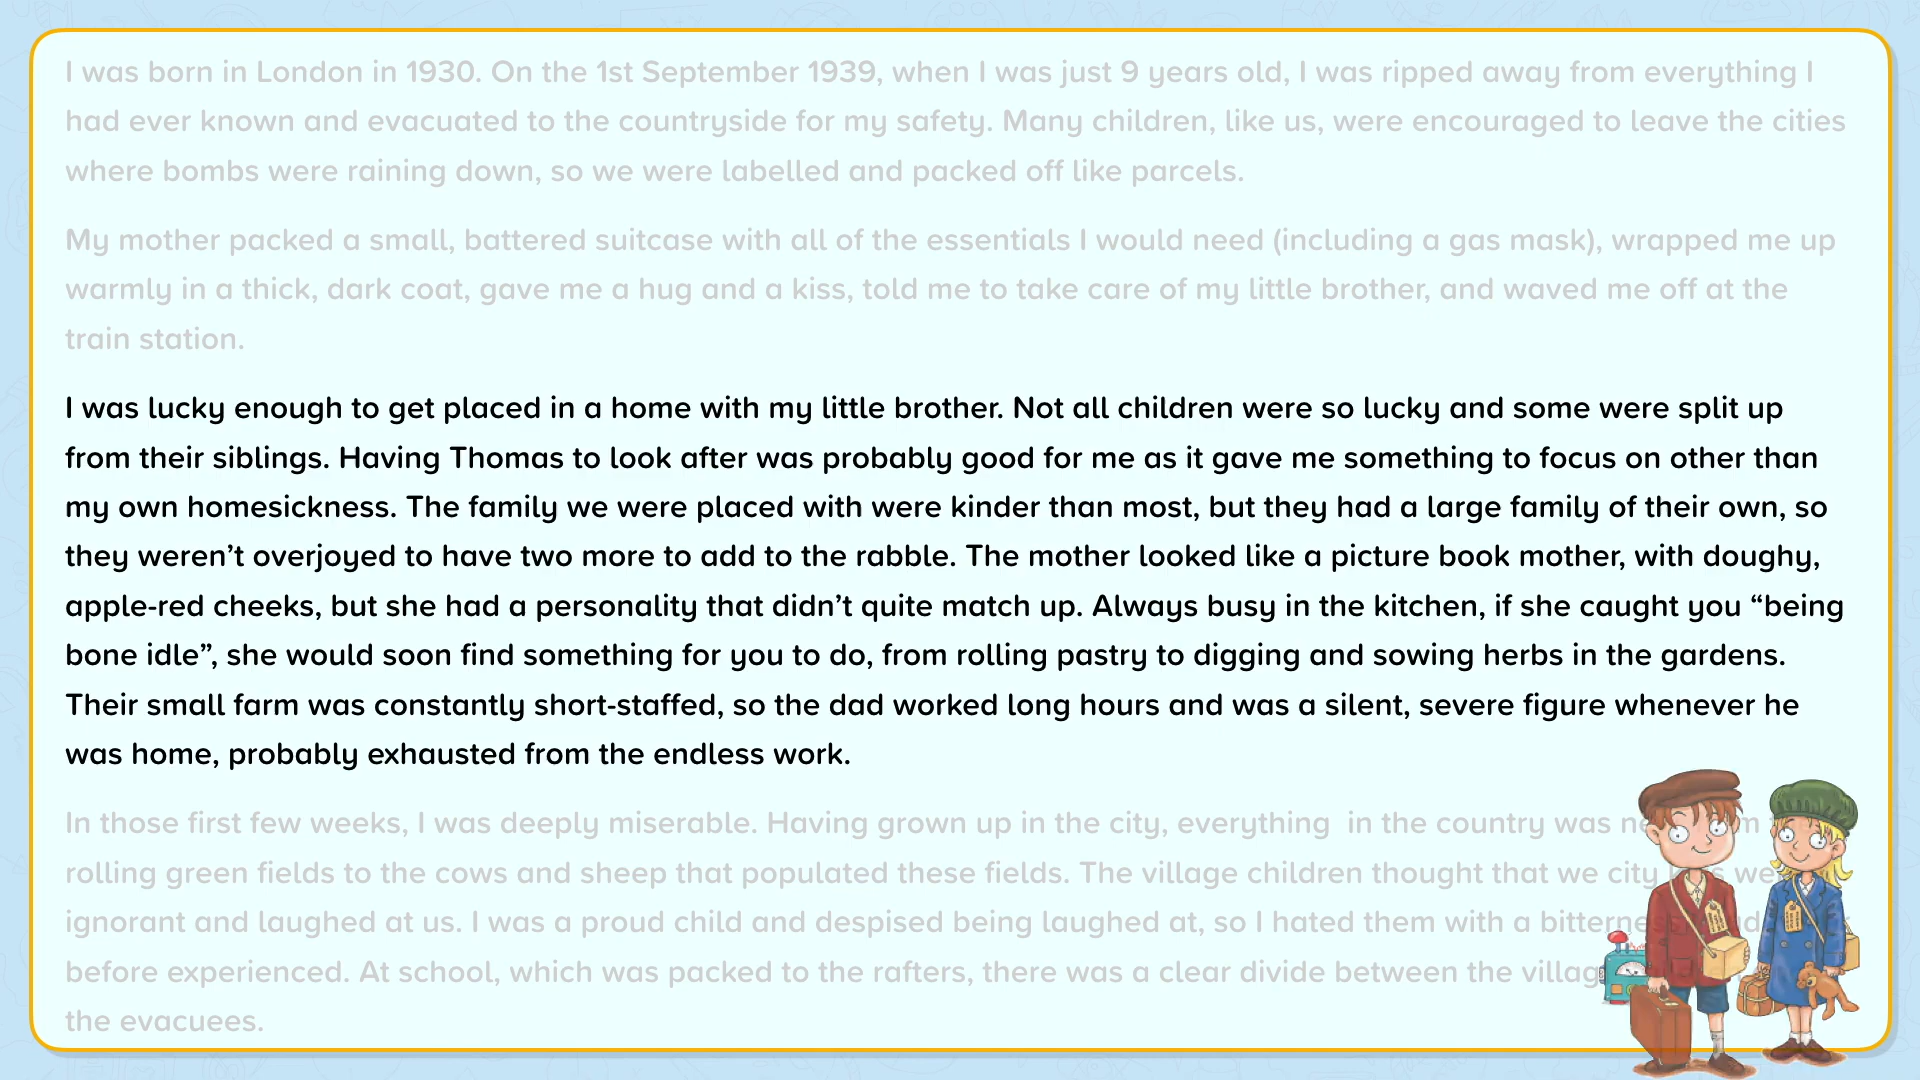 I was born in London in 1930. On the 1st September 1939, when I was just 9 years old, I was ripped away from everything I
had ever known and evacuated to the countryside for my safety. Many children, like us, were encouraged to leave the cities
where bombs were raining down, so we were labelled and packed off like parcels.
My mother packed a small, battered suitcase with all of the essentials I would need (including a gas mask), wrapped me up
warmly in a thick, dark coat, gave me a hug and a kiss, told me to take care of my little brother, and waved me off at the
train station.
I was lucky enough to get placed in a home with my little brother. Not all children were so lucky and some were split up
from their siblings. Having Thomas to look after was probably good for me as it gave me something to focus on other than
my own homesickness. The family we were placed with were kinder than most, but they had a large family of their own, so
they weren’t overjoyed to have two more to add to the rabble. The mother looked like a picture book mother, with doughy,
apple-red cheeks, but she had a personality that didn’t quite match up. Always busy in the kitchen, if she caught you “being
bone idle”, she would soon find something for you to do, from rolling pastry to digging and sowing herbs in the gardens.
Their small farm was constantly short-staffed, so the dad worked long hours and was a silent, severe figure whenever he
was home, probably exhausted from the endless work.
In those first few weeks, I was deeply miserable. Having grown up in the city, everything in the country was
rolling green fields to the cows and sheep that populated these fields. The village children thought that we city
ignorant and laughed at us. I was a proud child and despised being laughed at, so I hated them with a
before experienced. At school, which was packed to the rafters, there was a clear divide between the
the evacuees.